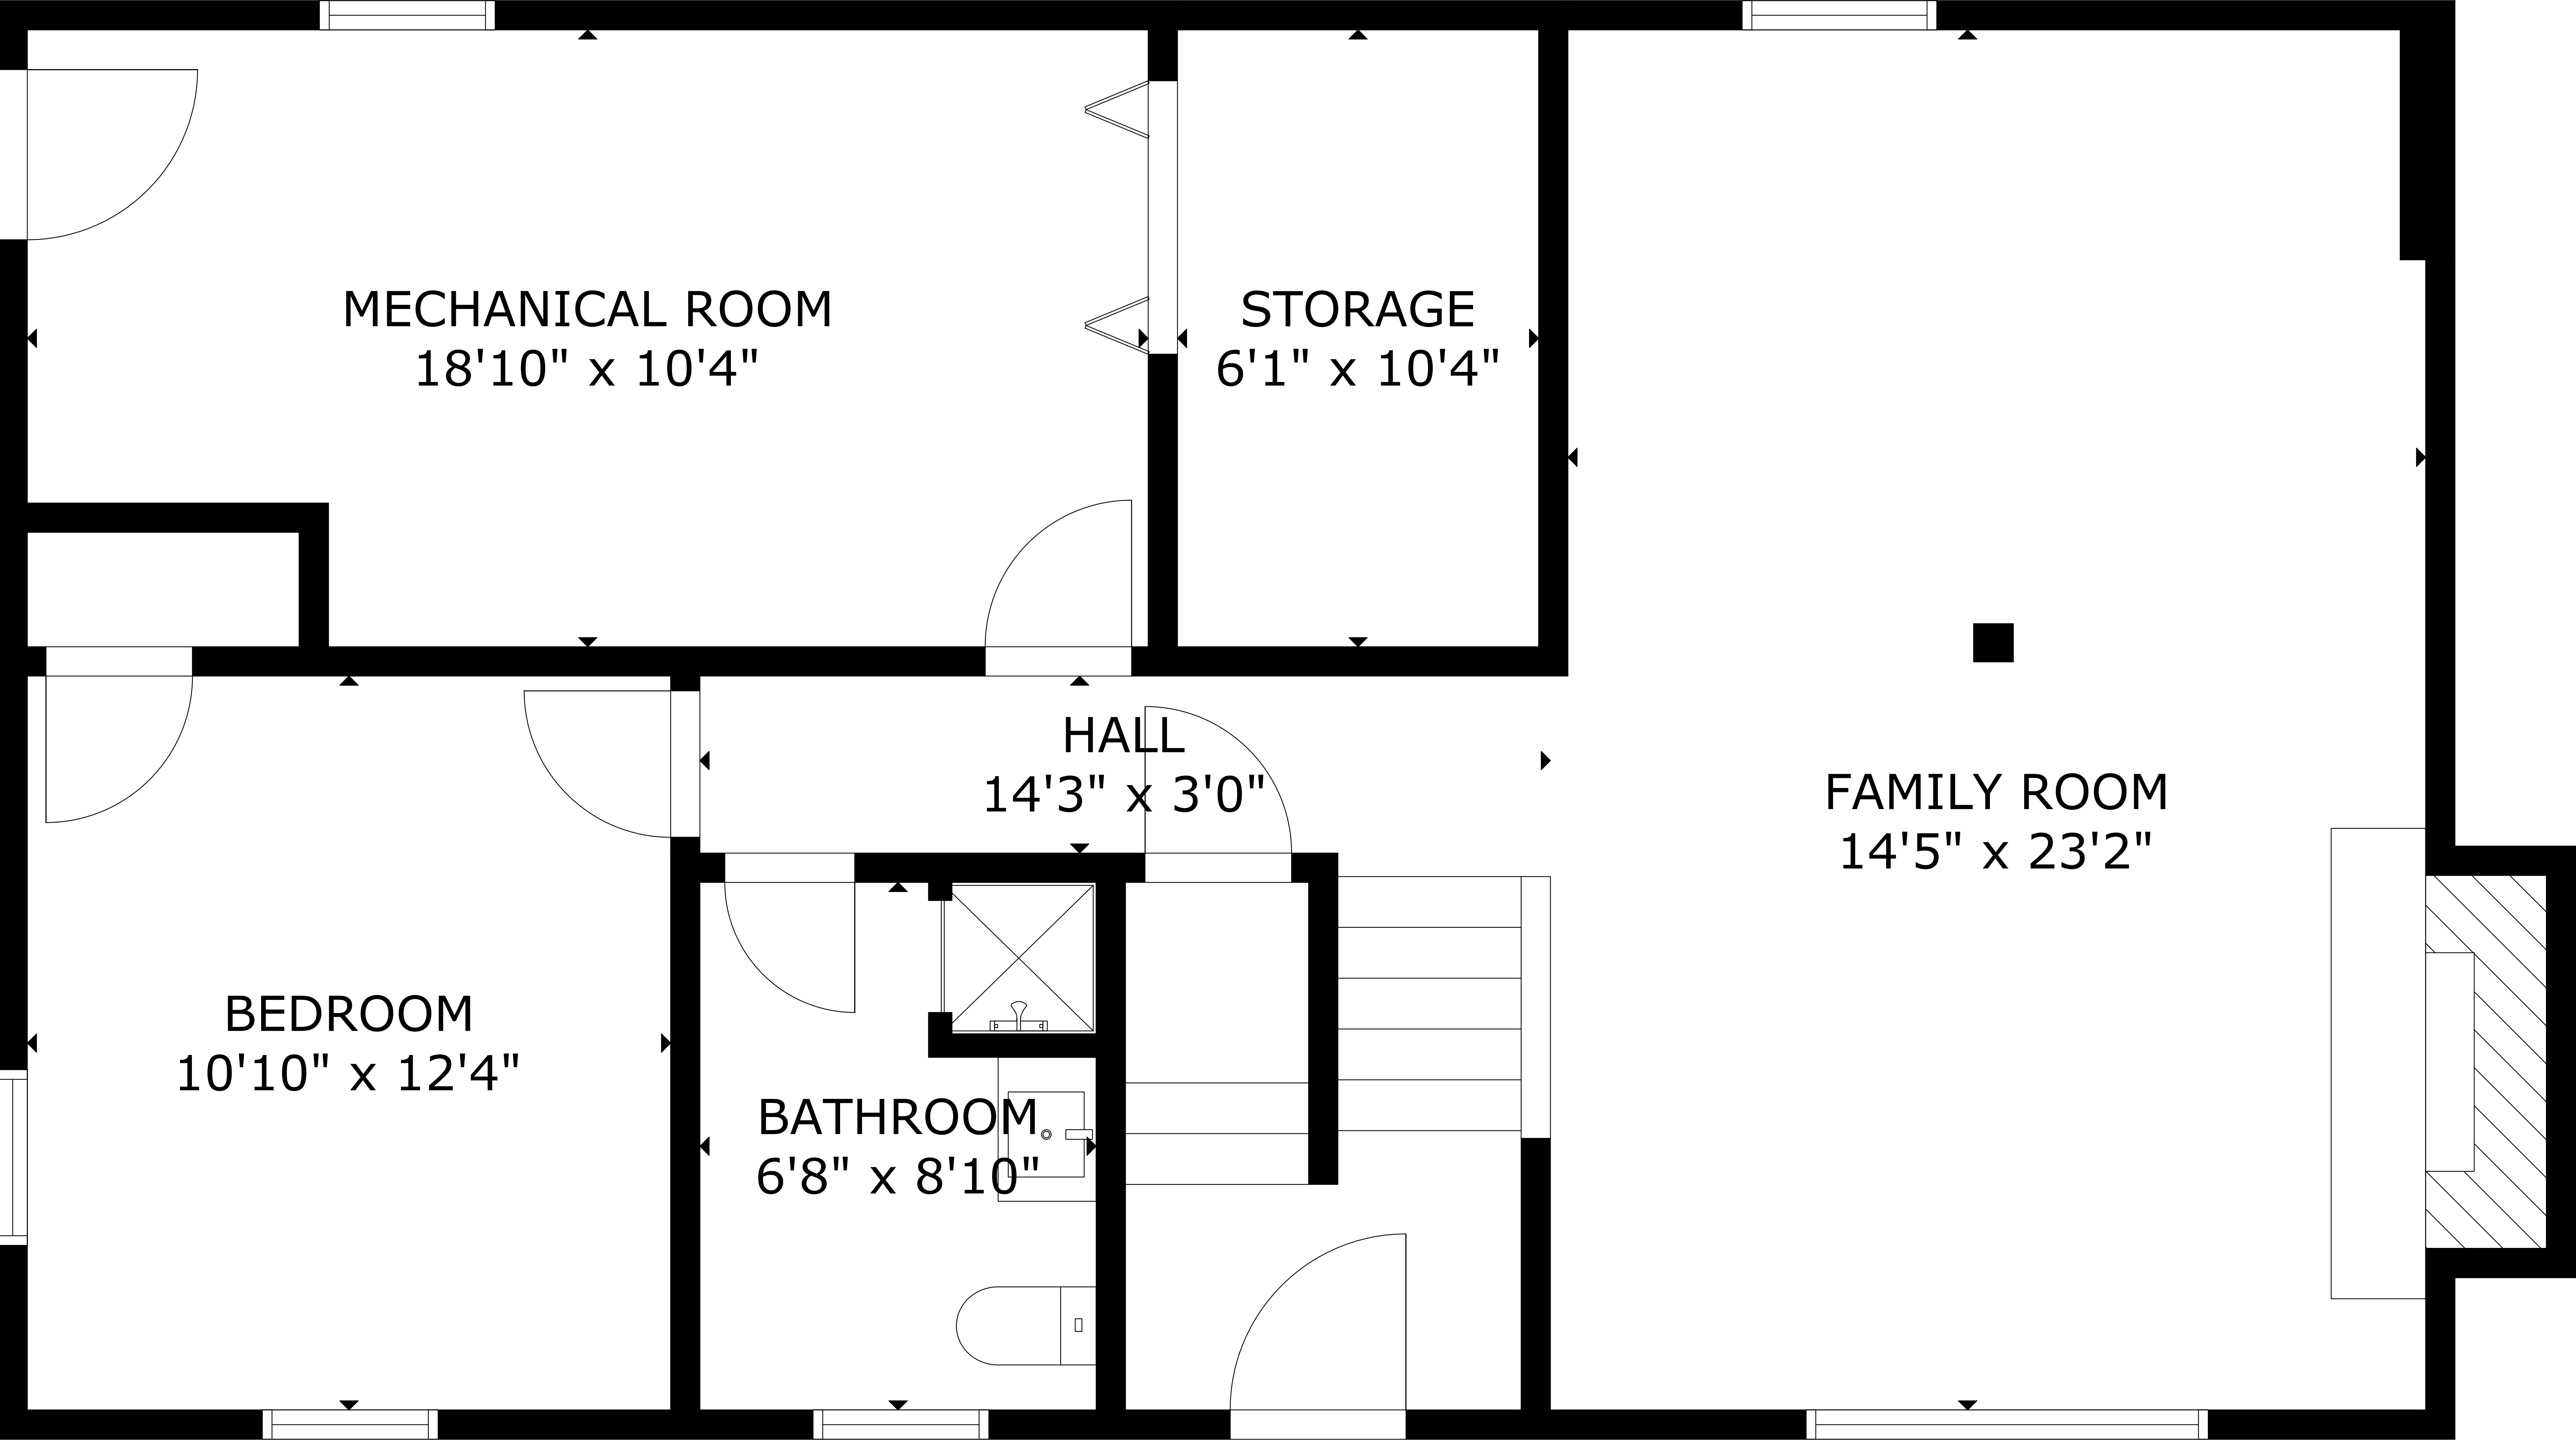 MECHANICAL ROOM
18'10" x 10'4"
STORAGE
6'1" x 10'4"
HALL
14'3" x 3'0"
FAMILY ROOM
14'5" x 23'2"
BEDROOM
10'10" x 12'4"
BATHROOM
6'8" x 8'10"